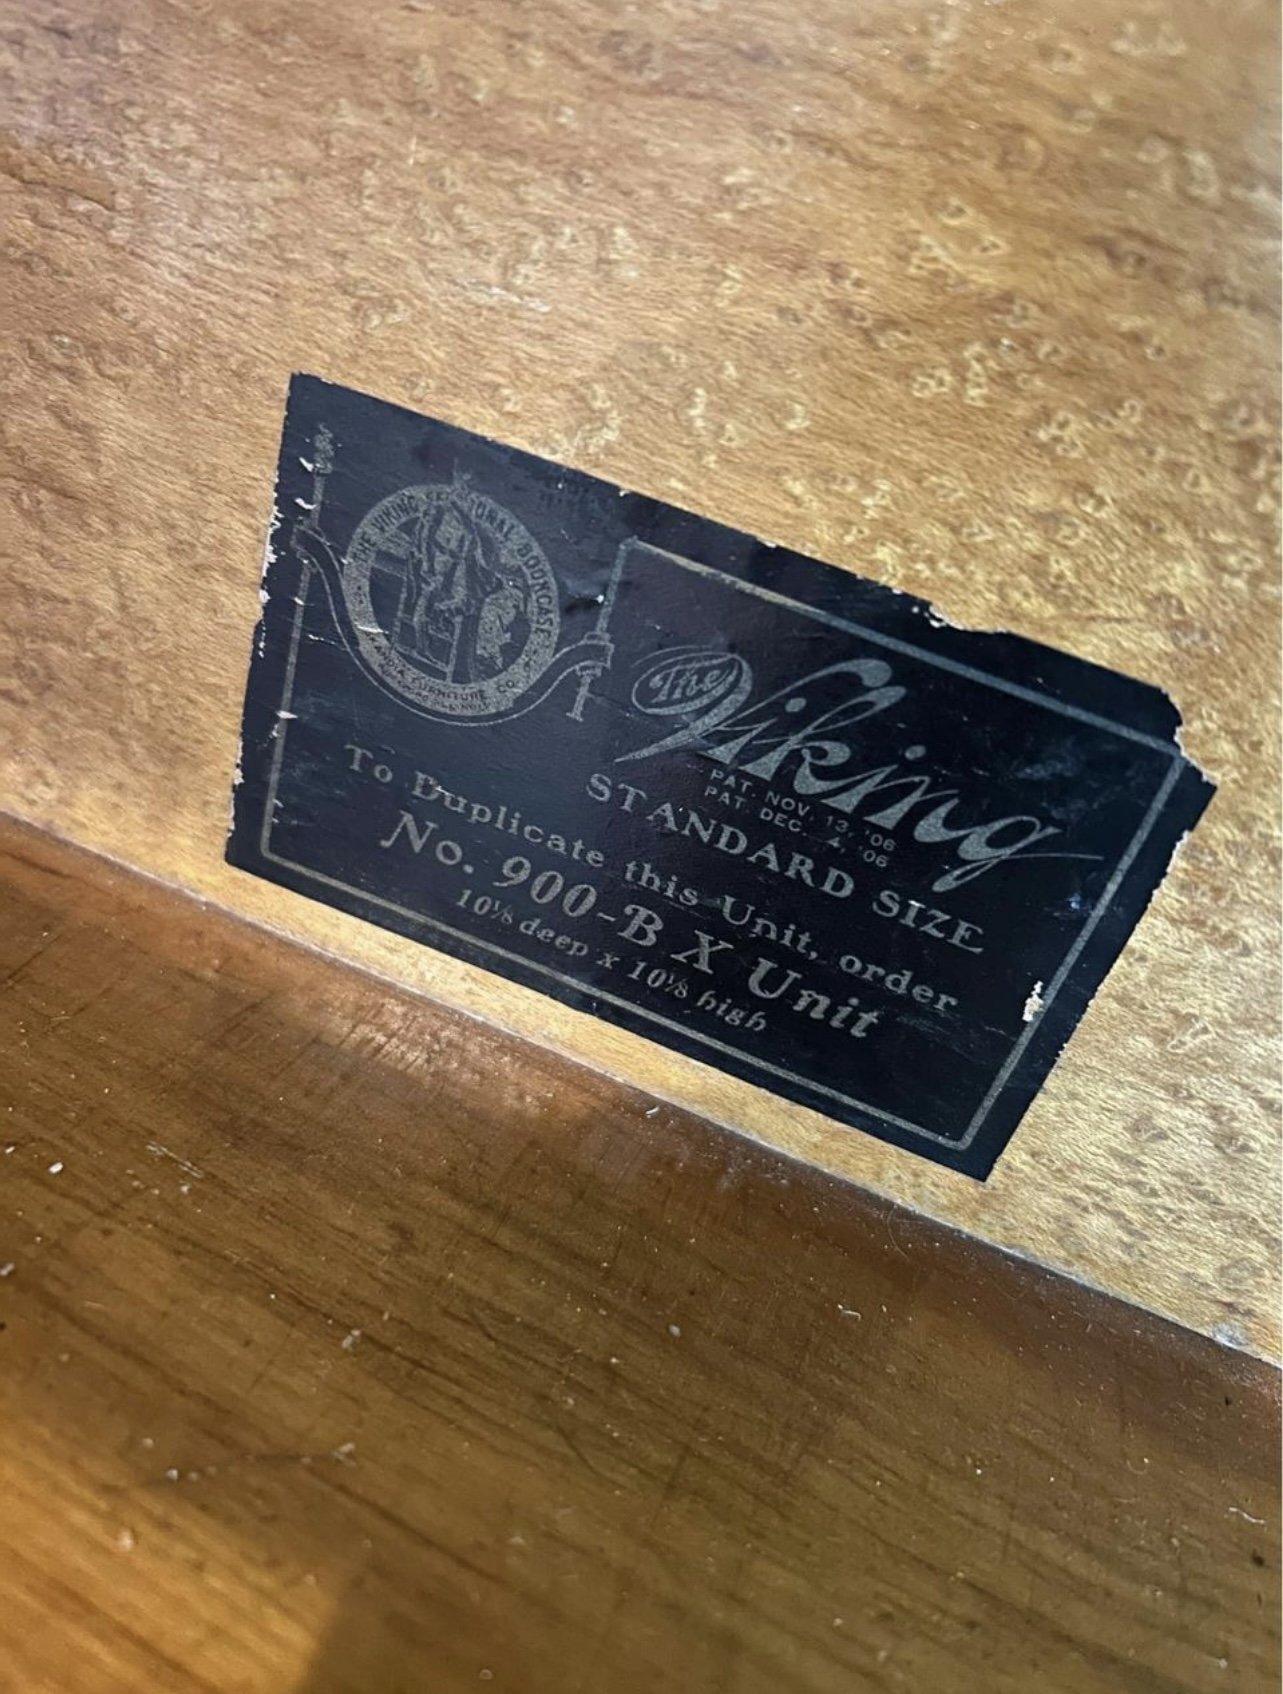 THE VIKING SECTIONAL BOOKCASE
FURNITURE CO.
The Viking
PAT. NOV. 13, '06
PAT. DEC. 4, '06
STANDARD SIZE
To Duplicate this Unit, order
No. 900-B X Unit
10⅛ deep x 10⅛ high